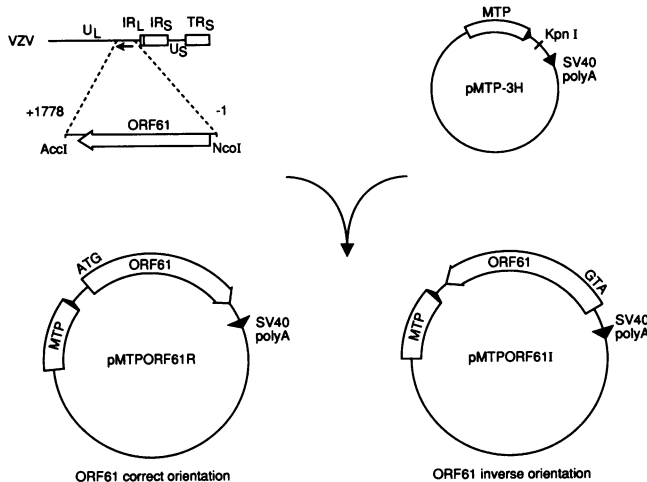 IRL IRS TRS
UL
VZV
US
+1778
-1
ORF61
AccI
NcoI
MTP
Kpn I
SV40
polyA
pMTP-3H
ATG
ORF61
MTP
SV40
polyA
pMTPORF61R
ORF61 correct orientation
ORF61
GTA
MTP
SV40
polyA
pMTPORF61I
ORF61 inverse orientation